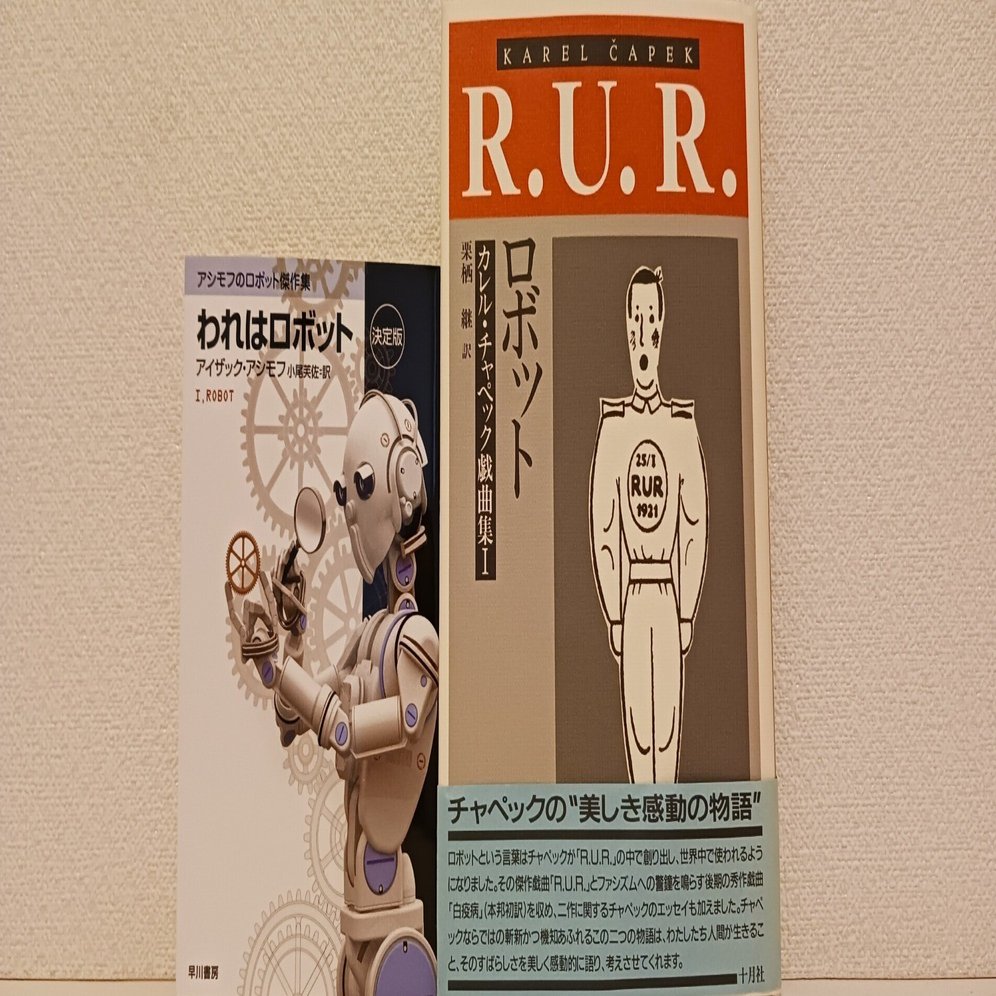 アシモフのロボット傑作集
われはロボット
決定版
アイザック・アシモフ 小尾芙佐=訳
I, ROBOT
早川書房
KAREL ČAPEK
R.U.R.
ロボット
カレル・チャペック戯曲集I
栗栖 継 訳
25/I
RUR
1921
チャペックの"美しき感動の物語"
ロボットという言葉はチャペックが「R.U.R.」の中で創り出し、世界中で使われるよう
になりました。その傑作戯曲「R.U.R.」とファシズムへの警鐘を鳴らす後期の秀作戯曲
「白疫病」(本邦初訳)を収め、二作に関するチャペックのエッセイも加えました。チャペ
ックならではの斬新かつ機知あふれるこの二つの物語は、わたしたち人間が生きるこ
と、そのすばらしさを美しく感動的に語り、考えさせてくれます。
十月社